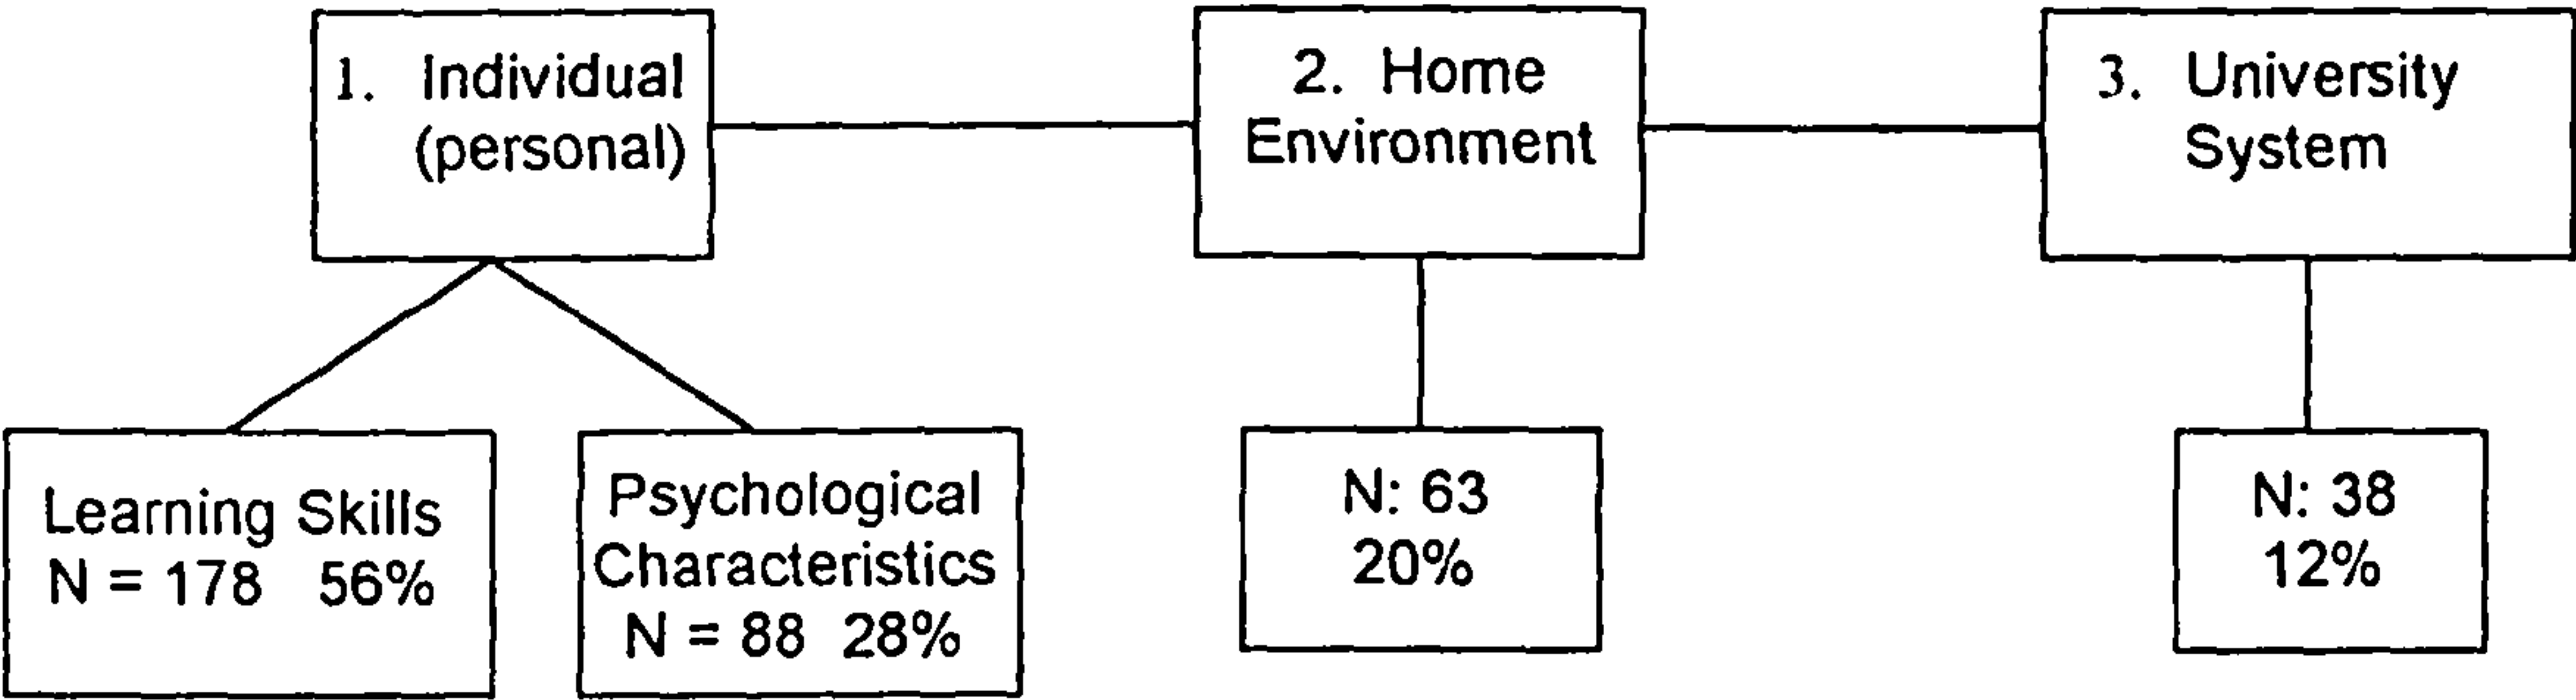 1. Individual
(personal)
2. Home
Environment
3. University
System
Learning Skills
N = 178 56%
Psychological
Characteristics
N = 88 28%
N: 63
20%
N: 38
12%